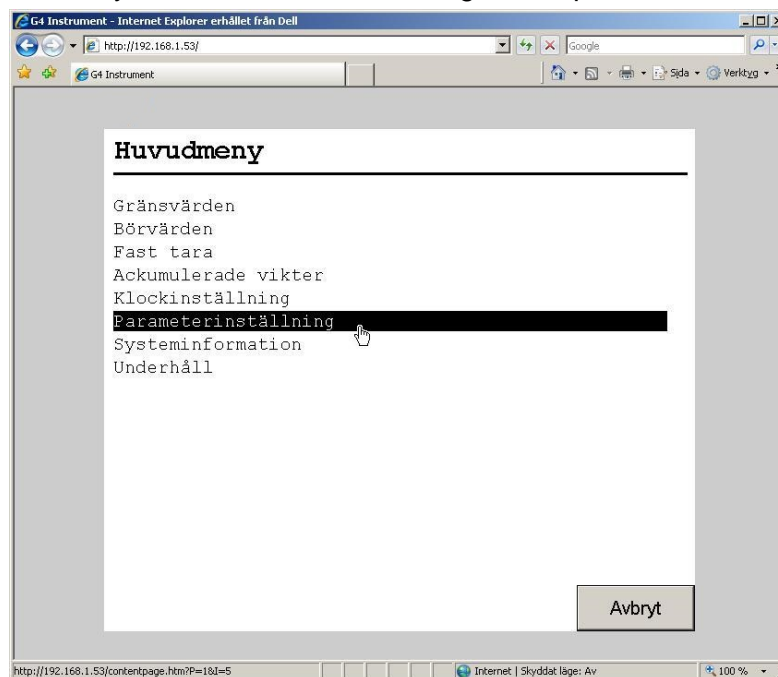 G4 Instrument - Internet Explorer erhållet från Dell
http://192.168.1.53/
Google
G4 Instrument
Sida
Verktyg
Huvudmeny
Gränsvärden
Börvärden
Fast tara
Ackumulerade vikter
Klockinställning
Parameterinställning
Systeminformation
Underhåll
Avbryt
http://192.168.1.53/contentpage.htm?P=1&I=5
Internet | Skyddat läge: Av
100 %